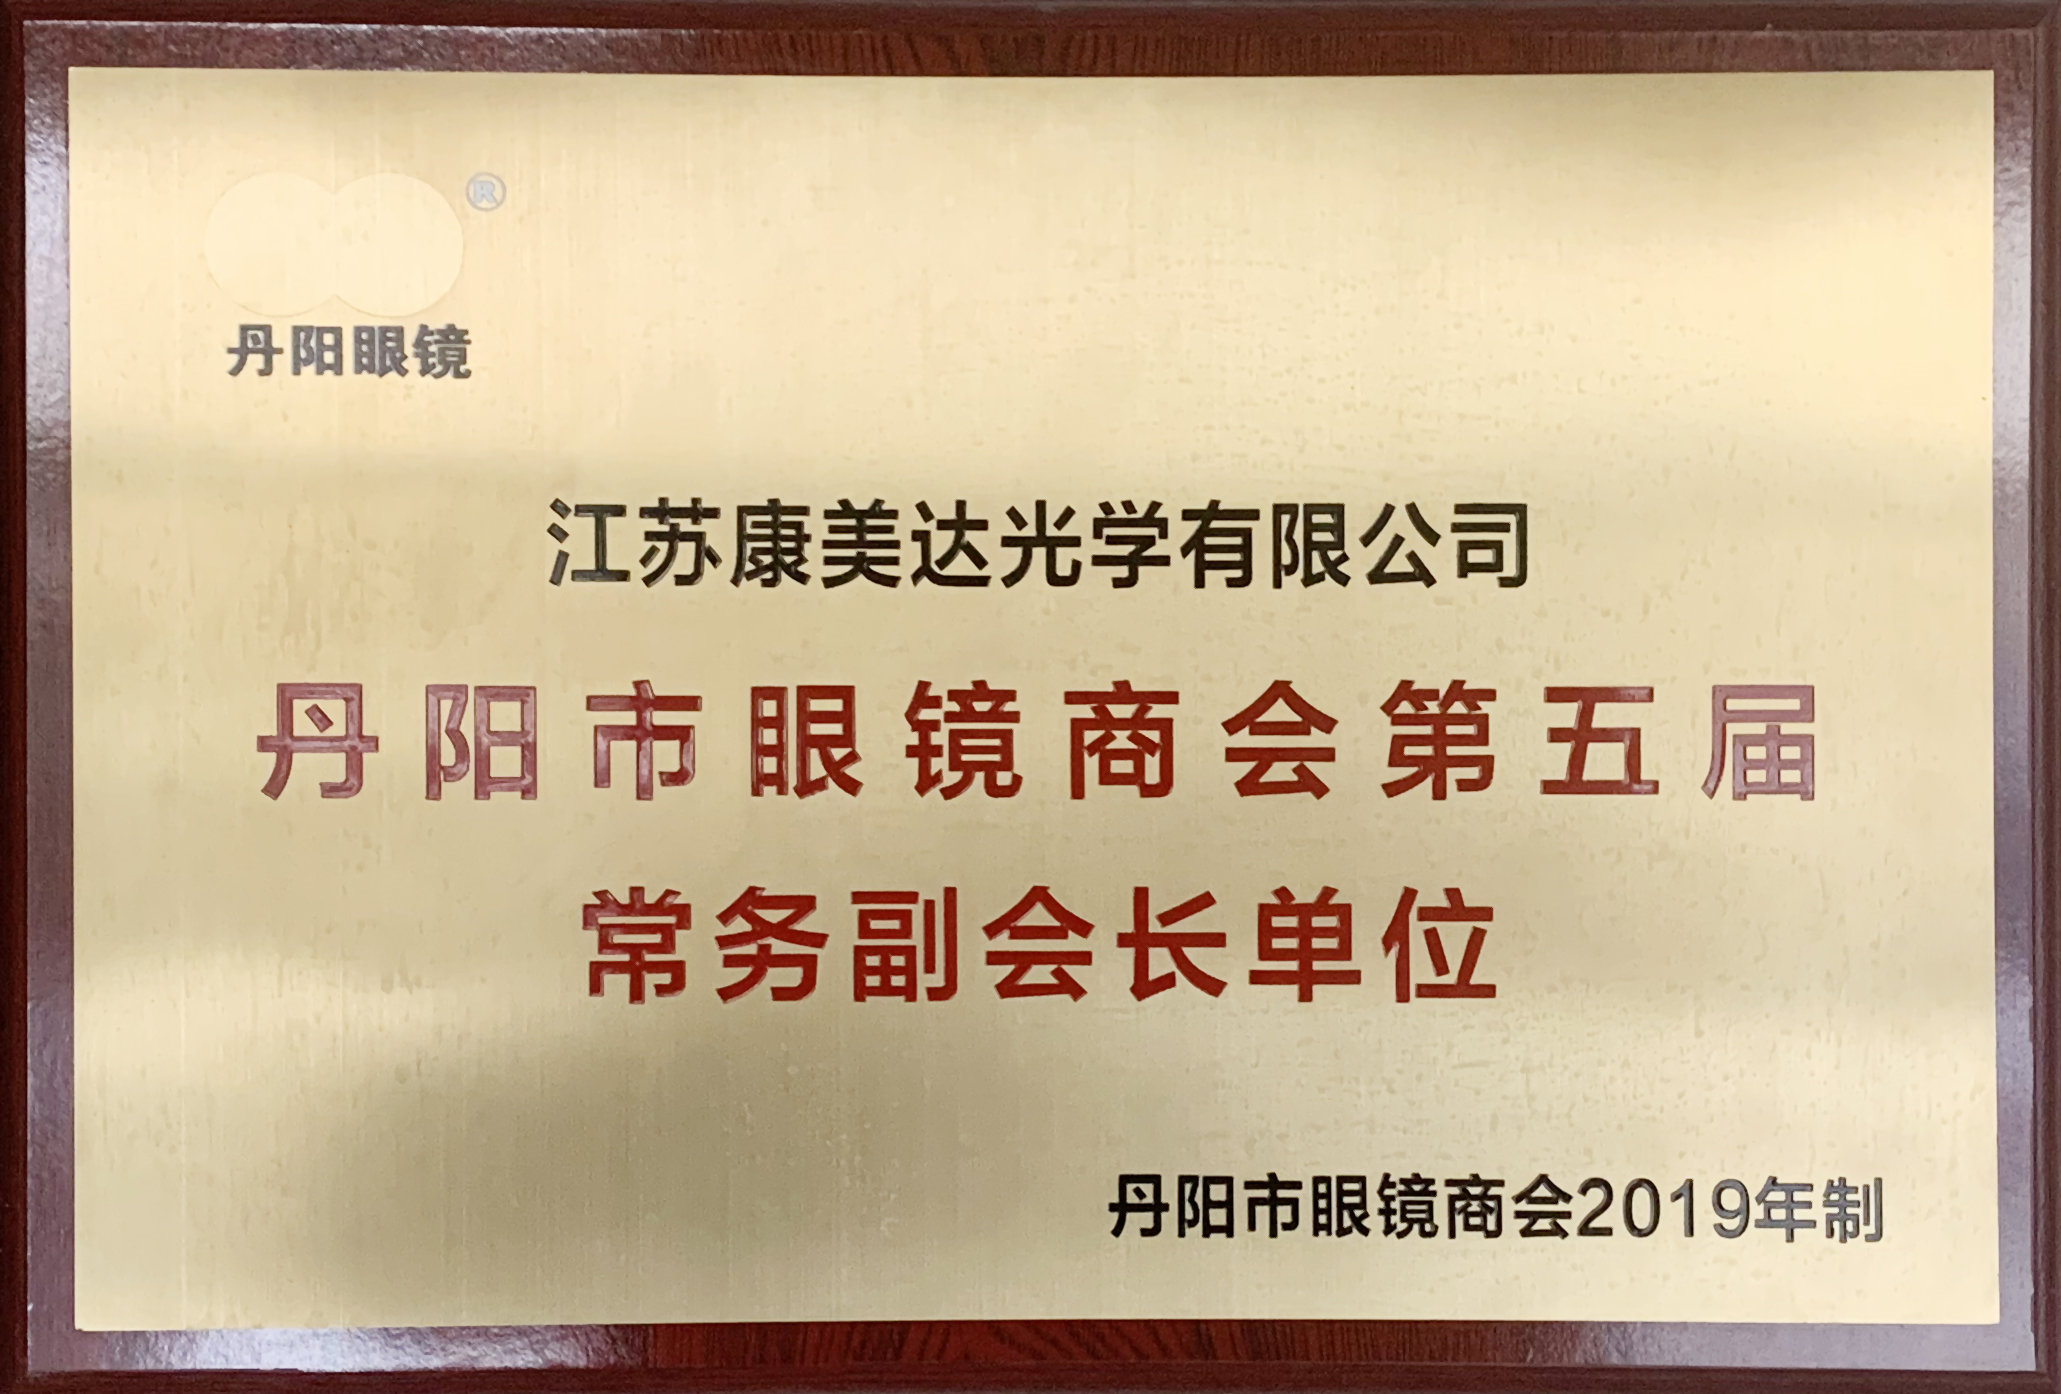 ®
丹阳眼镜
江苏康美达光学有限公司
丹阳市眼镜商会第五届
常务副会长单位
丹阳市眼镜商会2019年制